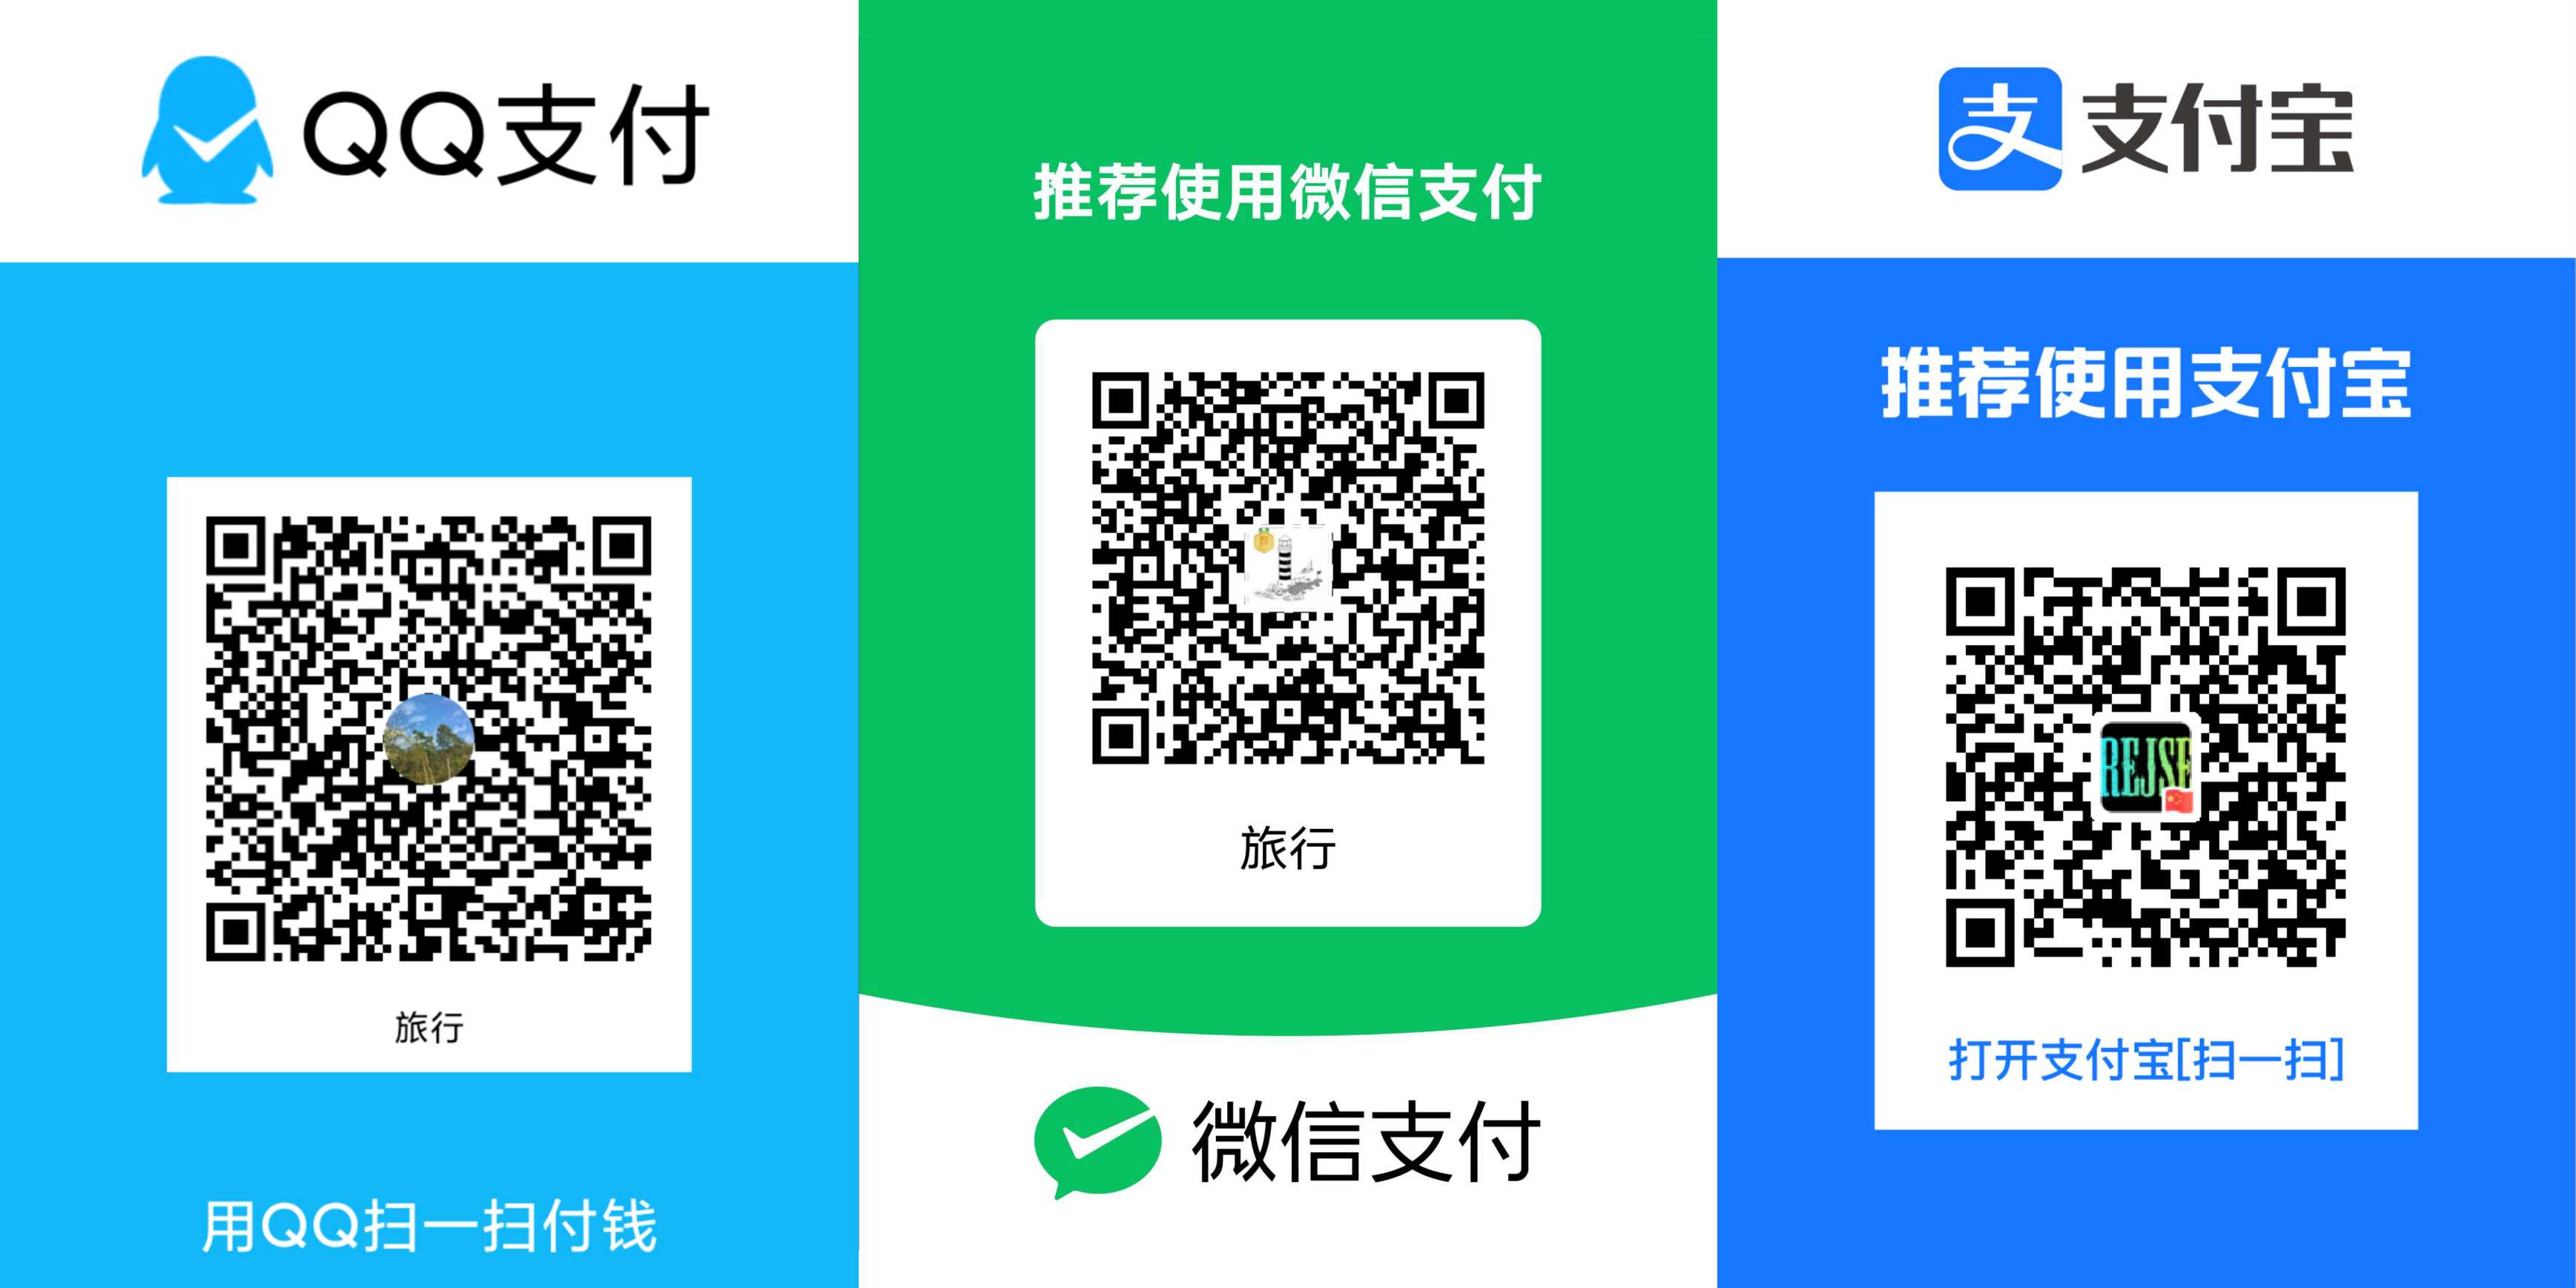 QQ支付
旅行
用QQ扫一扫付钱
推荐使用微信支付
旅行
微信支付
支 支付宝
推荐使用支付宝
REJSE
打开支付宝[扫一扫]